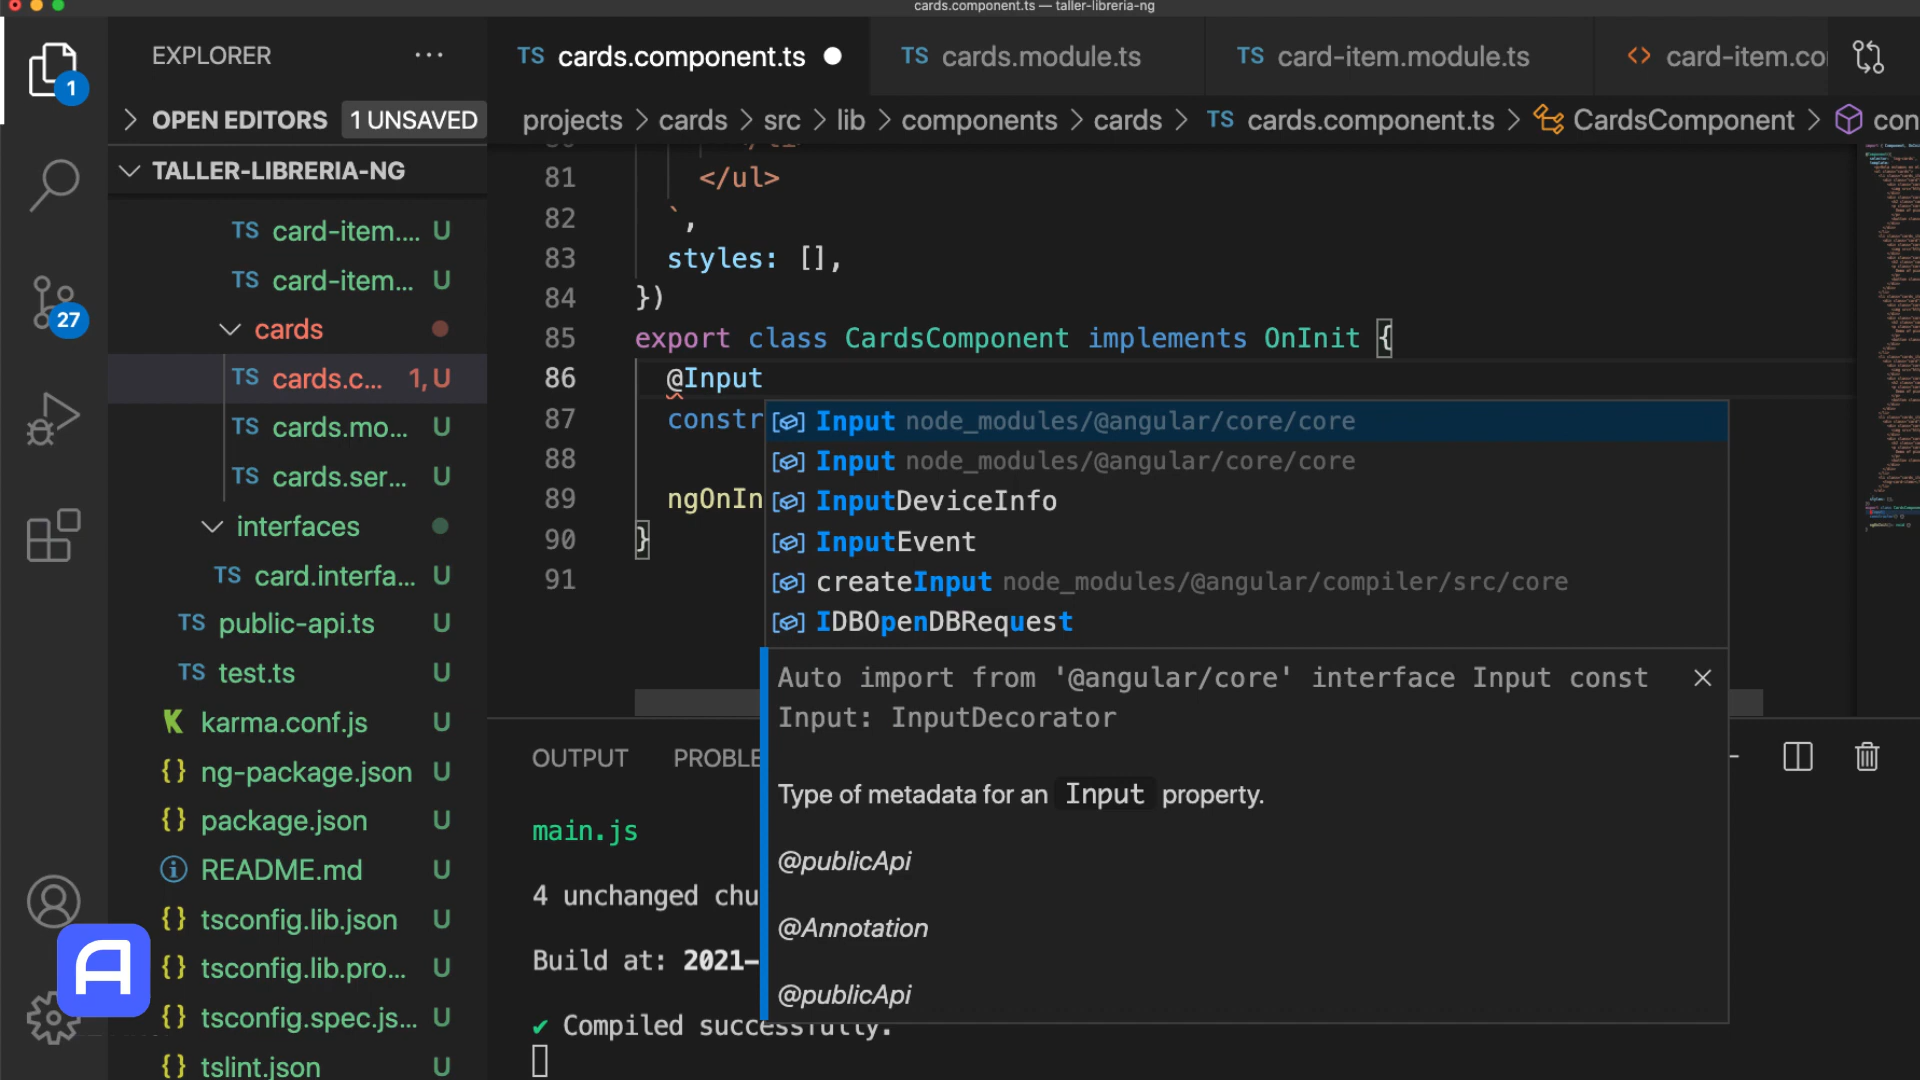 cards.component.ts — taller-libreria-ng
EXPLORER
TS cards.component.ts
TS cards.module.ts
TS card-item.module.ts
<> card-item.co
1
OPEN EDITORS
1 UNSAVED
projects > cards > src > lib > components > cards > TS cards.component.ts > CardsComponent > con
TALLER-LIBRERIA-NG
TS card-item.... U
TS card-item... U
27
cards
TS cards.c... 1, U
TS cards.mo... U
TS cards.ser... U
interfaces
TS card.interfa... U
TS public-api.ts U
TS test.ts U
karma.conf.js U
{} ng-package.json U
{} package.json U
README.md U
{} tsconfig.lib.json U
{} tsconfig.lib.pro... U
{} tsconfig.spec.js... U
{} tslint.json U
81 </ul>
82 `,
83 styles: [],
84 })
85 export class CardsComponent implements OnInit {
86 @Input
87 constr
88
89 ngOnIn
90 }
91
Input node_modules/@angular/core/core
Input node_modules/@angular/core/core
InputDeviceInfo
InputEvent
createInput node_modules/@angular/compiler/src/core
IDBOpenDBRequest
Auto import from '@angular/core' interface Input const
Input: InputDecorator
Type of metadata for an Input property.
@publicApi
@Annotation
@publicApi
OUTPUT
PROBLE
main.js
4 unchanged chu
Build at: 2021-
✔ Compiled successfully.